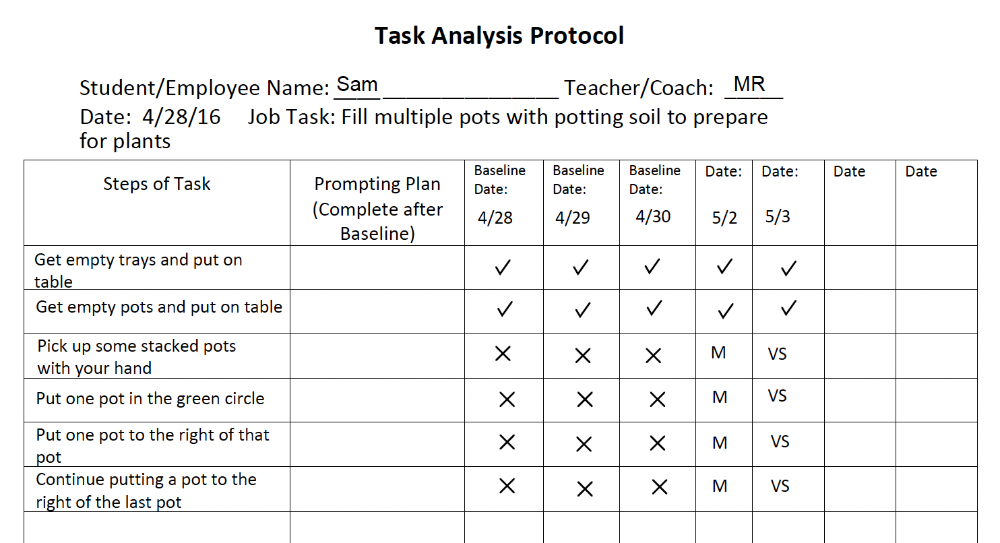 Task Analysis Protocol
Student/Employee Name: Sam Teacher/Coach: MR
Date: 4/28/16 Job Task: Fill multiple pots with potting soil to prepare
for plants
Steps of Task
Prompting Plan
(Complete after
Baseline)
Baseline
Date:
4/28
Baseline
Date:
4/29
Baseline
Date:
4/30
Date:
5/2
Date:
5/3
Date
Date
Get empty trays and put on
table
✓ ✓ ✓ ✓ ✓
Get empty pots and put on table
✓ ✓ ✓ ✓ ✓
Pick up some stacked pots
with your hand
✕ ✕ ✕ M VS
Put one pot in the green circle
✕ ✕ ✕ M VS
Put one pot to the right of that
pot
✕ ✕ ✕ M VS
Continue putting a pot to the
right of the last pot
✕ ✕ ✕ M VS